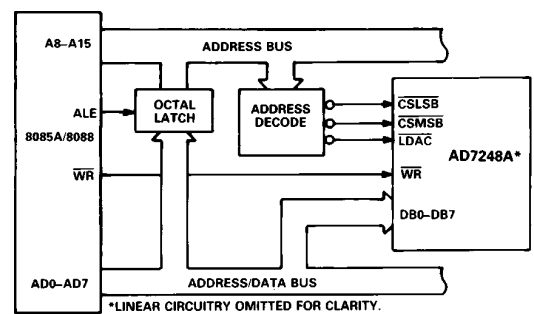 A8–A15
ADDRESS BUS
ALE
OCTAL
LATCH
ADDRESS
DECODE
CSLSB
CSMSB
LDAC
8085A/8088
AD7248A*
WR
WR
DB0–DB7
AD0–AD7
ADDRESS/DATA BUS
*LINEAR CIRCUITRY OMITTED FOR CLARITY.